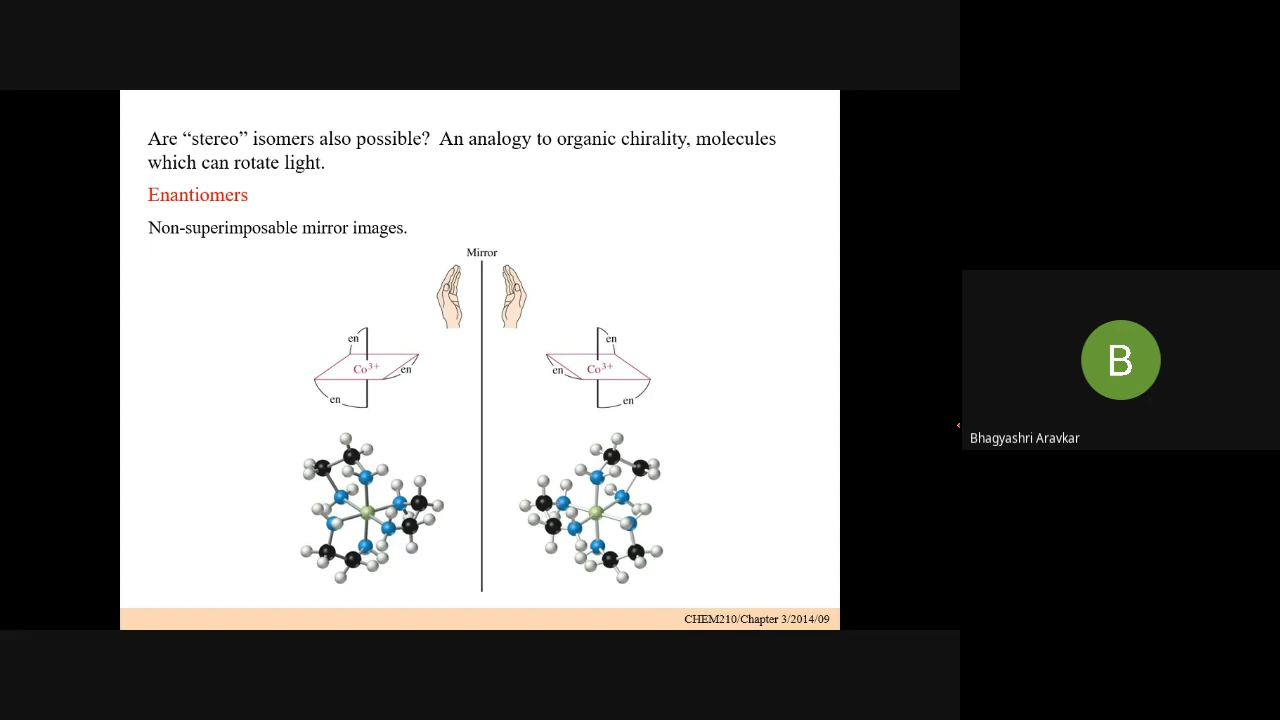 Are “stereo” isomers also possible?  An analogy to organic chirality, molecules
which can rotate light.
Enantiomers
Non-superimposable mirror images.
Mirror
en
en
Co3+
en
en
Co3+
en
en
B
Bhagyashri Aravkar
CHEM210/Chapter 3/2014/09